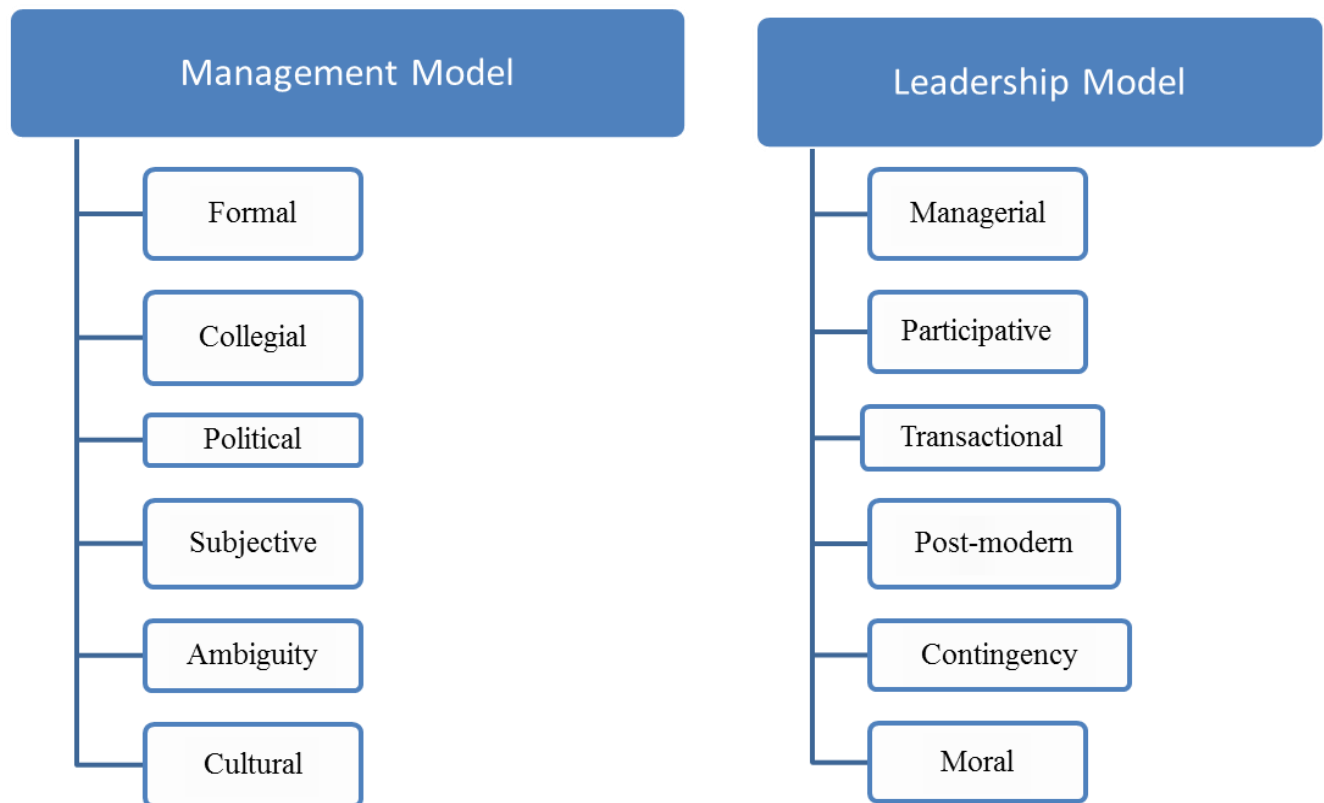 Management Model
Formal
Collegial
Political
Subjective
Ambiguity
Cultural
Leadership Model
Managerial
Participative
Transactional
Post-modern
Contingency
Moral